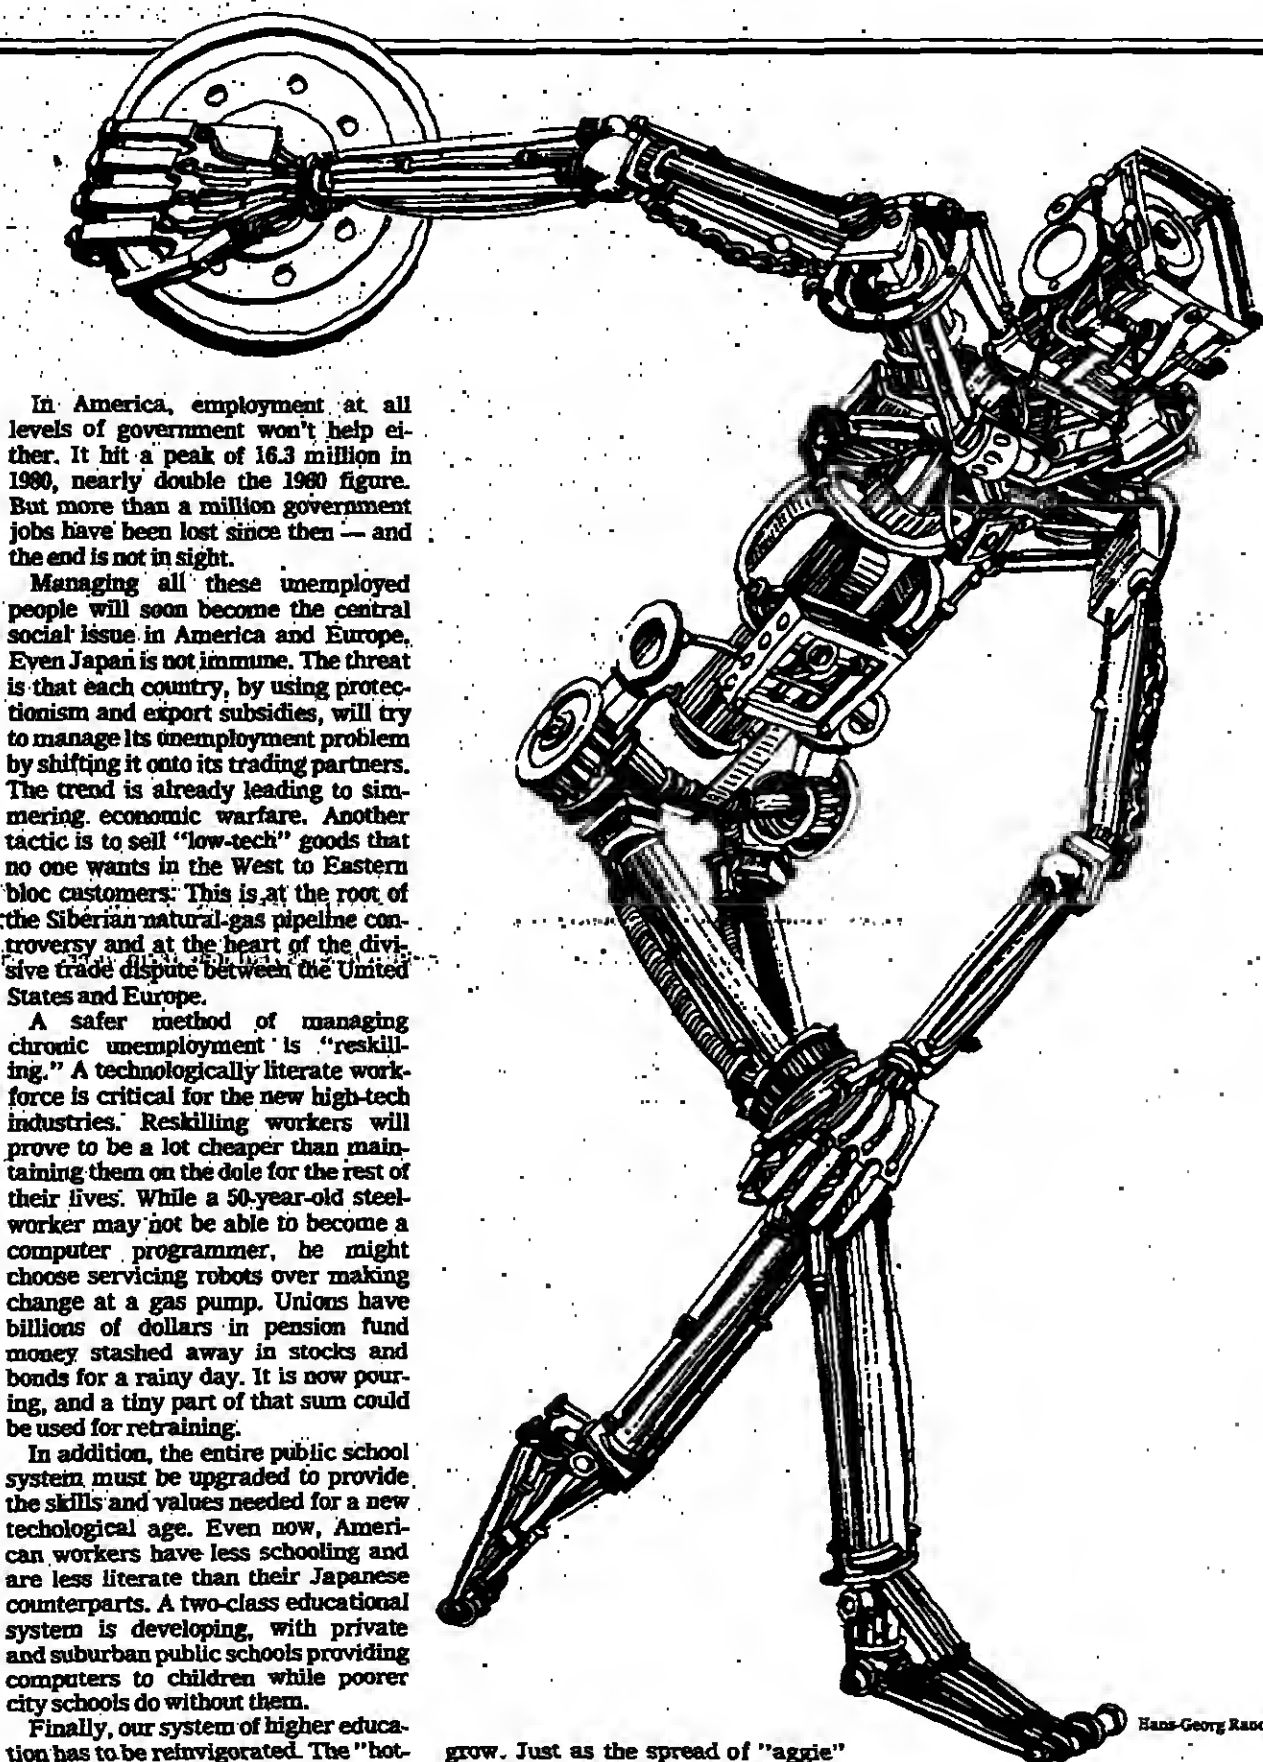 In America, employment at all
levels of government won't help ei-
ther. It hit a peak of 16.3 million in
1980, nearly double the 1960 figure.
But more than a million government
jobs have been lost since then — and
the end is not in sight.
Managing all these unemployed
people will soon become the central
social issue in America and Europe.
Even Japan is not immune. The threat
is that each country, by using protec-
tionism and export subsidies, will try
to manage its unemployment problem
by shifting it onto its trading partners.
The trend is already leading to sim-
mering economic warfare. Another
tactic is to sell "low-tech" goods that
no one wants in the West to Eastern
bloc customers. This is at the root of
the Siberian natural-gas pipeline con-
troversy and at the heart of the divi-
sive trade dispute between the United
States and Europe.
A safer method of managing
chronic unemployment is "reskill-
ing." A technologically literate work-
force is critical for the new high-tech
industries. Reskilling workers will
prove to be a lot cheaper than main-
taining them on the dole for the rest of
their lives. While a 50-year-old steel-
worker may not be able to become a
computer programmer, he might
choose servicing robots over making
change at a gas pump. Unions have
billions of dollars in pension fund
money stashed away in stocks and
bonds for a rainy day. It is now pour-
ing, and a tiny part of that sum could
be used for retraining.
In addition, the entire public school
system must be upgraded to provide
the skills and values needed for a new
techological age. Even now, Ameri-
can workers have less schooling and
are less literate than their Japanese
counterparts. A two-class educational
system is developing, with private
and suburban public schools providing
computers to children while poorer
city schools do without them.
Finally, our system of higher educa-
tion has to be reinvigorated. The "hot-
grow. Just as the spread of "aggie"
Hans-Georg